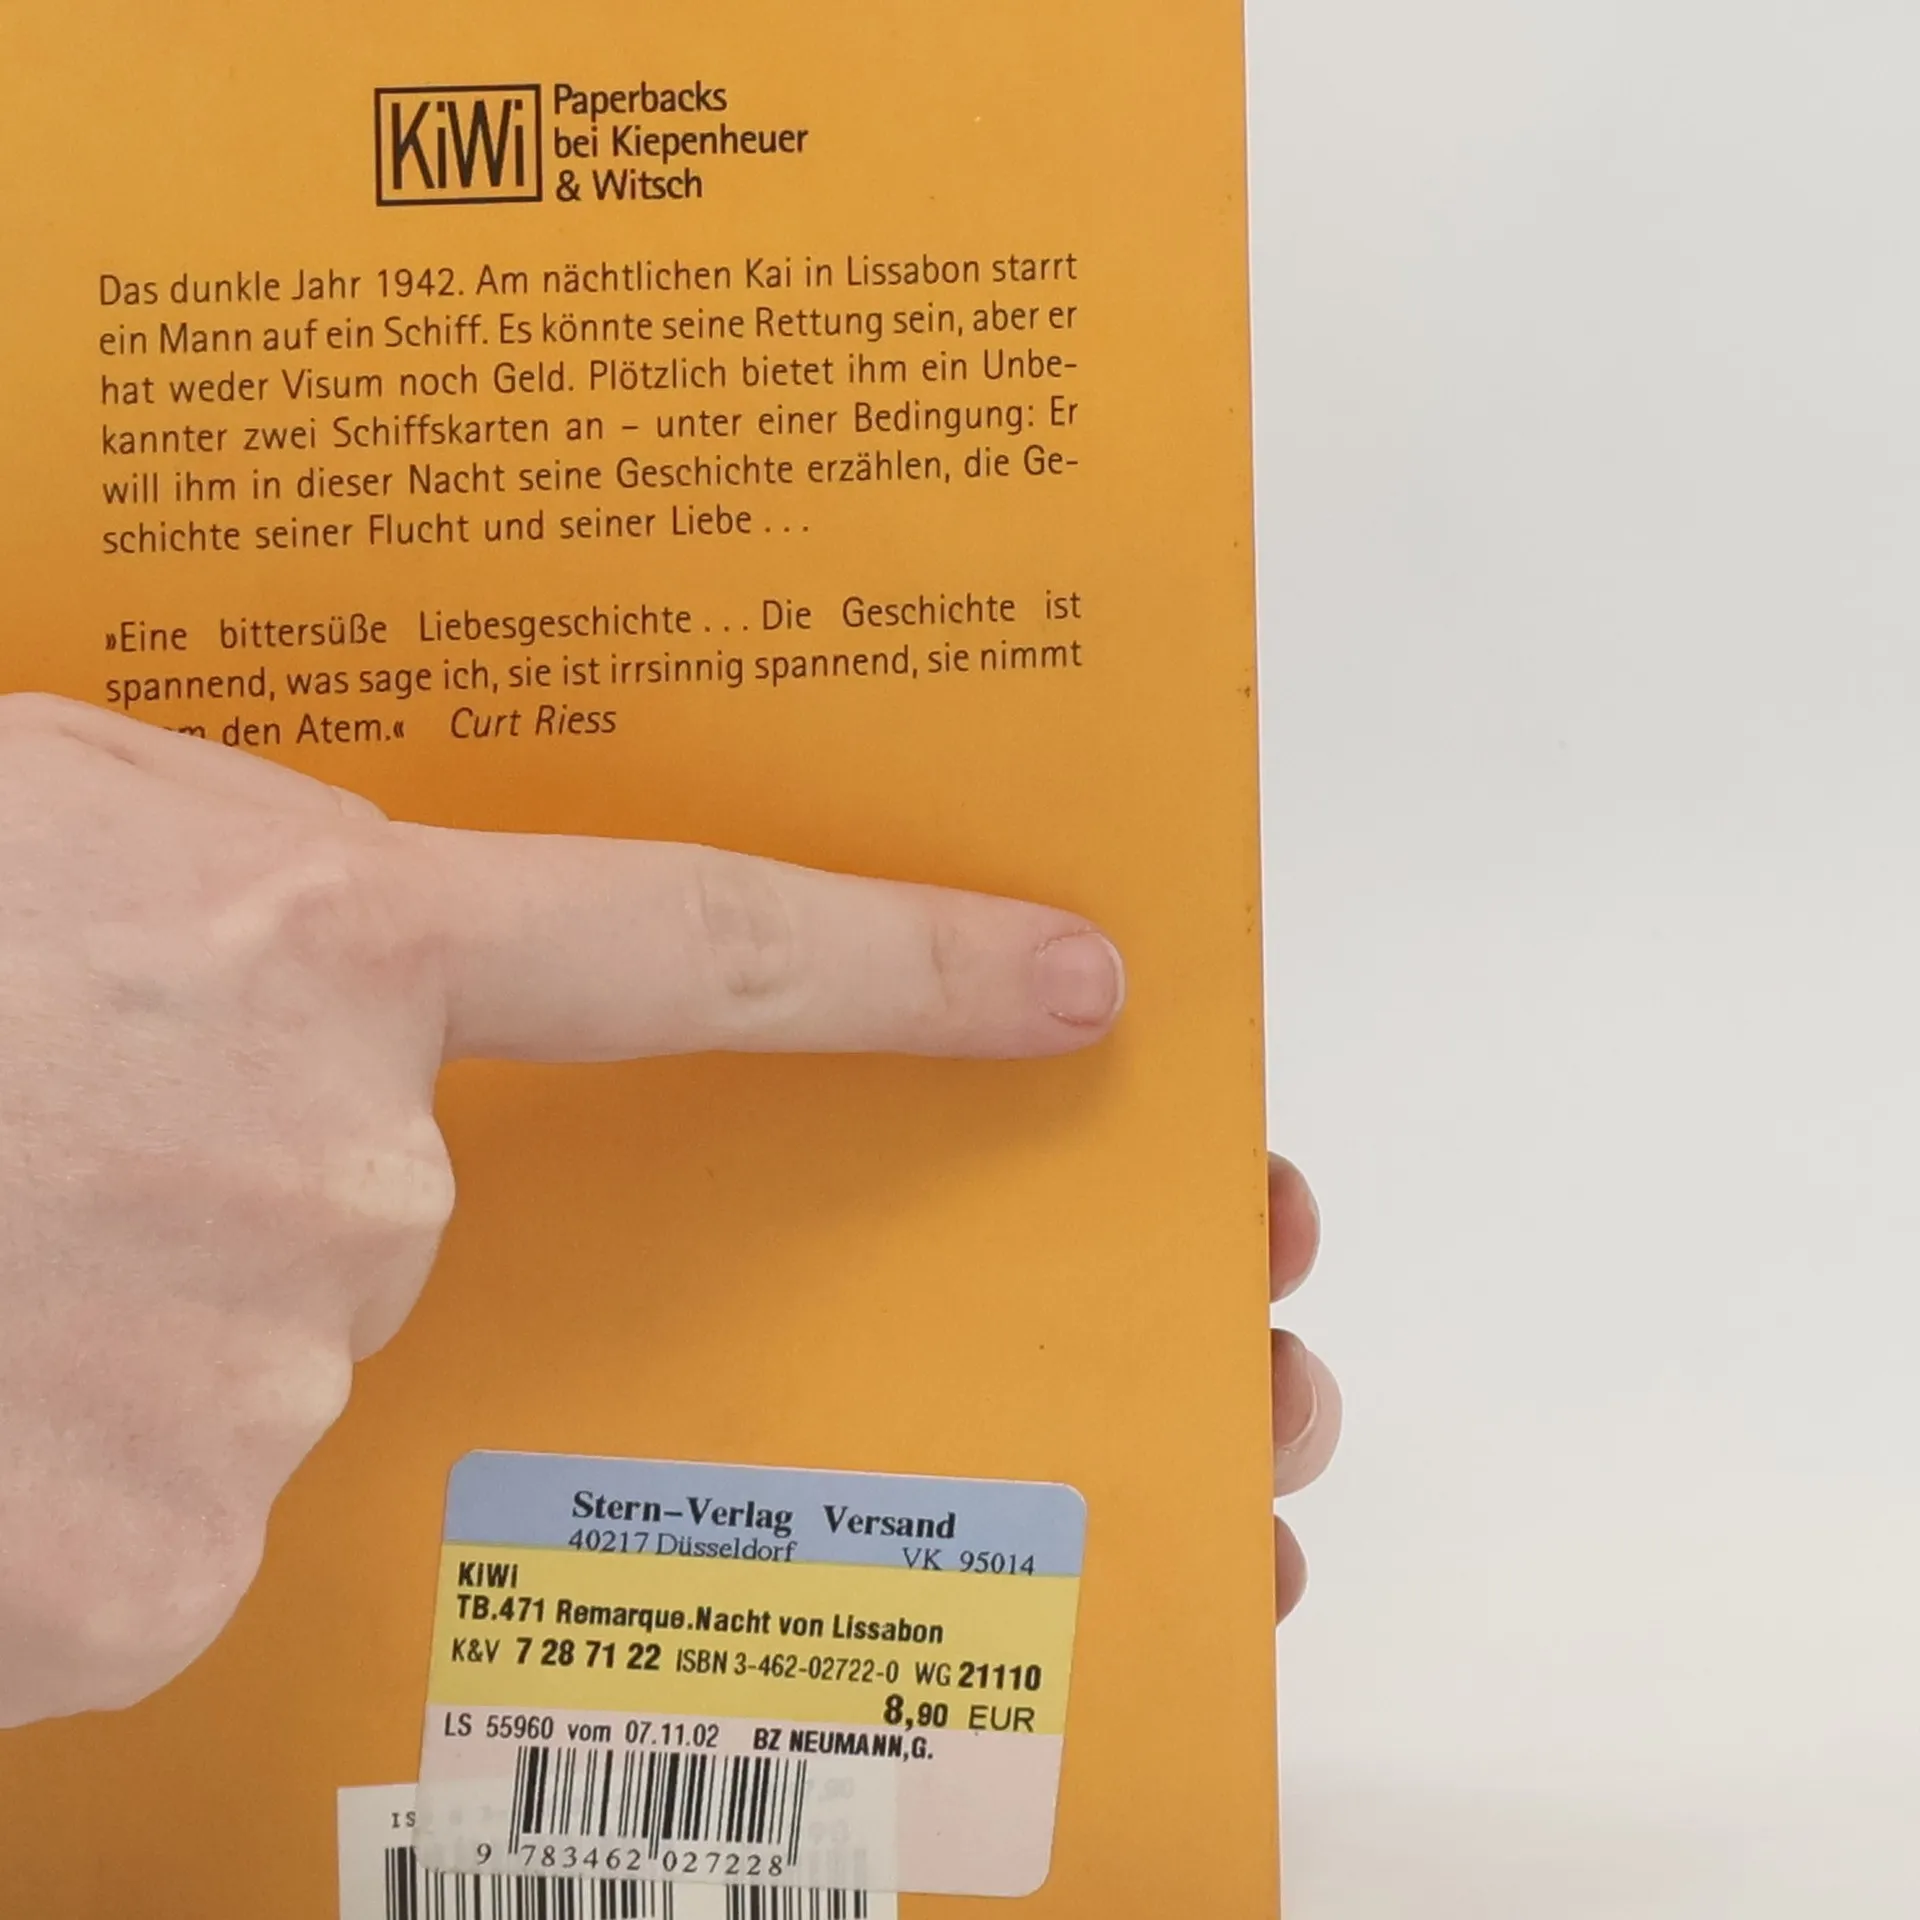 KiWi
Paperbacks
bei Kiepenheuer
& Witsch
Das dunkle Jahr 1942. Am nächtlichen Kai in Lissabon starrt
ein Mann auf ein Schiff. Es könnte seine Rettung sein, aber er
hat weder Visum noch Geld. Plötzlich bietet ihm ein Unbe-
kannter zwei Schiffskarten an – unter einer Bedingung: Er
will ihm in dieser Nacht seine Geschichte erzählen, die Ge-
schichte seiner Flucht und seiner Liebe ...
»Eine bittersüße Liebesgeschichte ... Die Geschichte ist
spannend, was sage ich, sie ist irrsinnig spannend, sie nimmt
den Atem.« Curt Riess
Stern-Verlag Versand
40217 Düsseldorf VK 95014
KIWI
TB.471 Remarque.Nacht von Lissabon
K&V 7 28 71 22 ISBN 3-462-02722-0 WG 21110
8,90 EUR
LS 55960 vom 07.11.02 BZ NEUMANN,G.
9 783462 027228